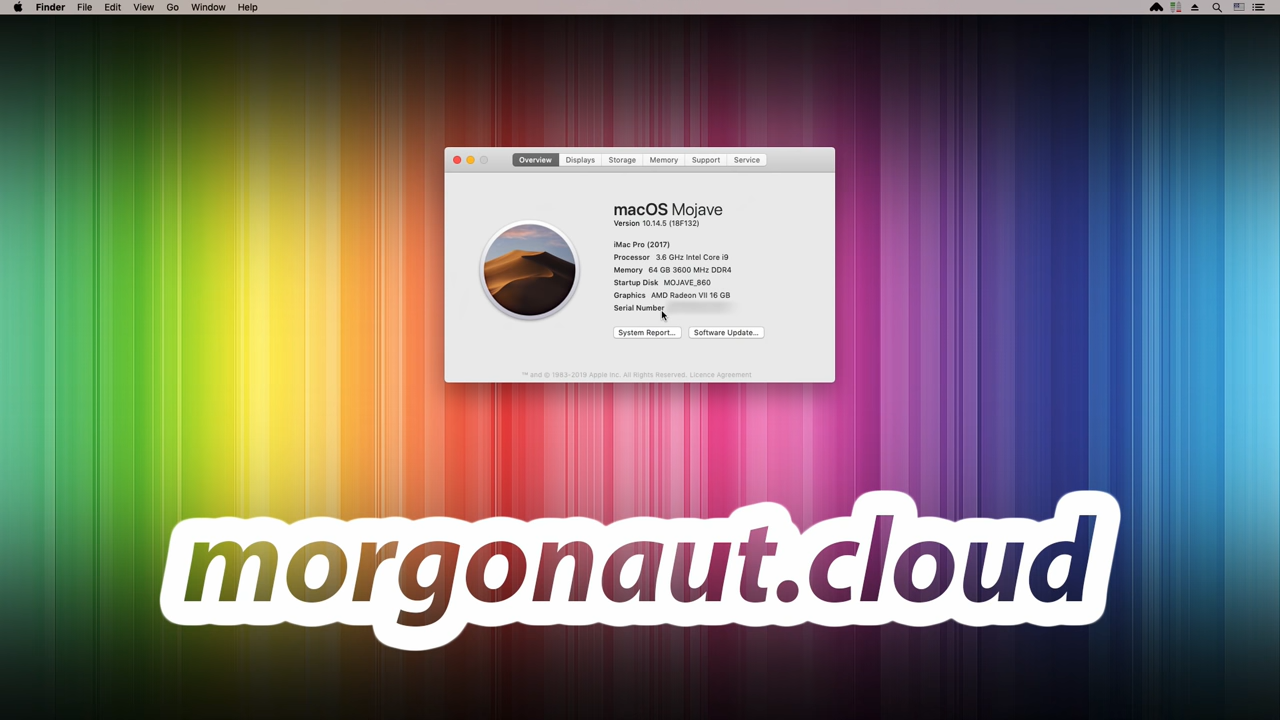 Finder File Edit View Go Window Help
Overview Displays Storage Memory Support Service
macOS Mojave
Version 10.14.5 (18F132)
iMac Pro (2017)
Processor 3.6 GHz Intel Core i9
Memory 64 GB 3600 MHz DDR4
Startup Disk MOJAVE_860
Graphics AMD Radeon VII 16 GB
Serial Number
System Report... Software Update...
™ and © 1983-2019 Apple Inc. All Rights Reserved. Licence Agreement
morgonaut.cloud